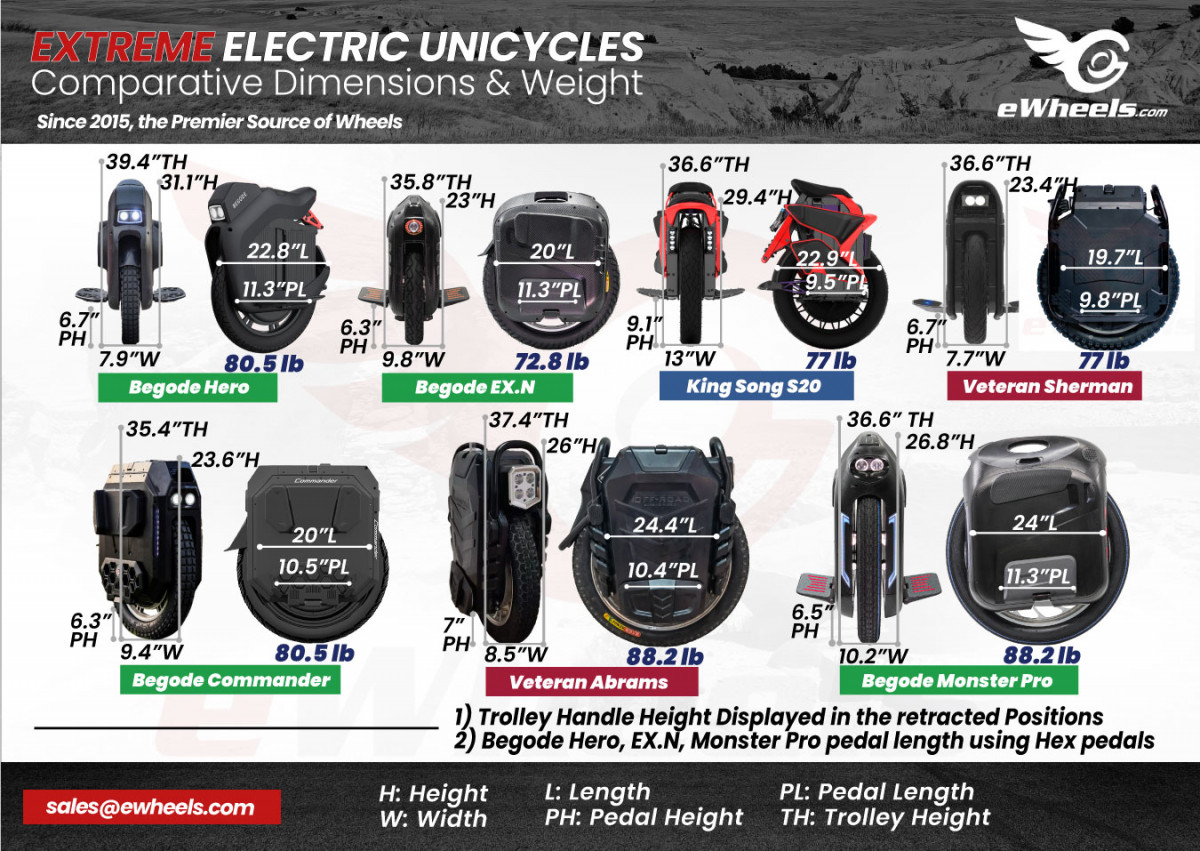 EXTREME ELECTRIC UNICYCLES
Comparative Dimensions & Weight
Since 2015, the Premier Source of Wheels
eWheels.com
39.4”TH
31.1”H
22.8”L
11.3”PL
6.7”
PH
7.9”W
80.5 lb
Begode Hero
BEGODE
35.8”TH
23”H
20”L
11.3”PL
6.3”
PH
9.8”W
72.8 lb
Begode EX.N
36.6”TH
29.4”H
22.9”L
9.5”PL
9.1”
PH
13”W
77 lb
King Song S20
36.6”TH
23.4”H
19.7”L
9.8”PL
6.7”
PH
7.7”W
77 lb
Veteran Sherman
35.4”TH
23.6”H
Commander
20”L
10.5”PL
6.3”
PH
9.4”W
80.5 lb
Begode Commander
37.4”TH
26”H
OFF-ROAD
24.4”L
10.4”PL
7”
PH
8.5”W
88.2 lb
Veteran Abrams
36.6” TH
26.8”H
24”L
11.3”PL
6.5”
PH
10.2”W
88.2 lb
Begode Monster Pro
1) Trolley Handle Height Displayed in the retracted Positions
2) Begode Hero, EX.N, Monster Pro pedal length using Hex pedals
sales@ewheels.com
H: Height
W: Width
L: Length
PH: Pedal Height
PL: Pedal Length
TH: Trolley Height